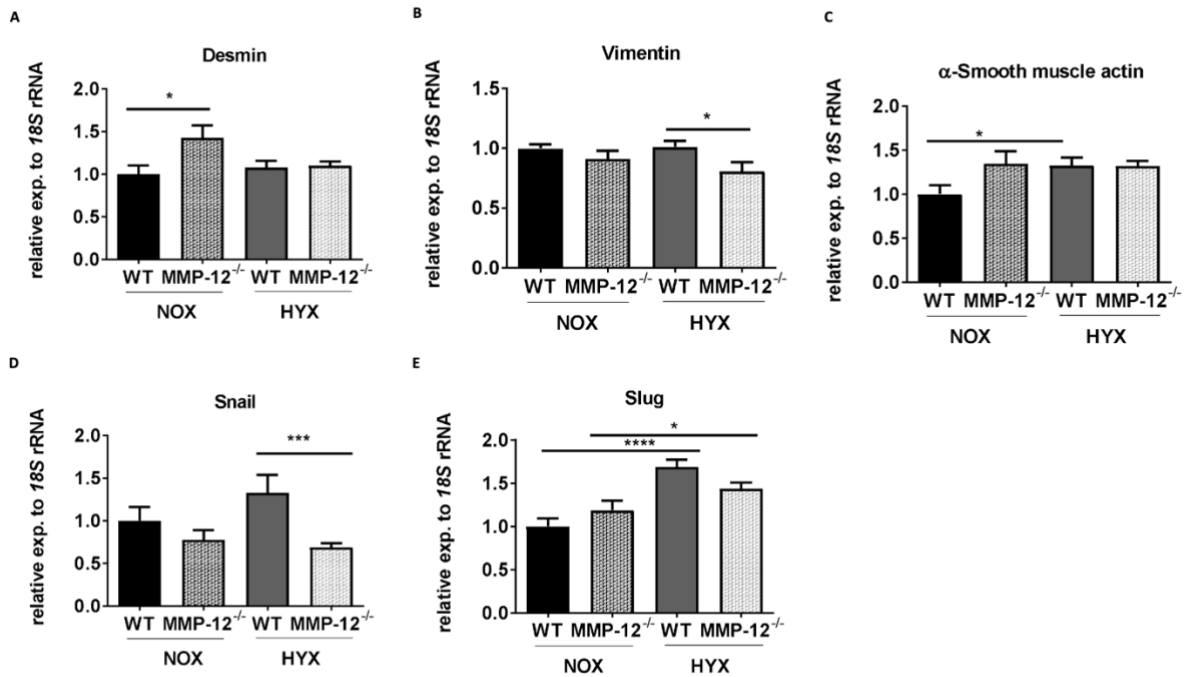 A
Desmin
relative exp. to 18S rRNA
2.0
1.5
1.0
0.5
0.0
*
WT MMP-12-/- WT MMP-12-/-
NOX HYX
B
Vimentin
relative exp. to 18S rRNA
1.5
1.0
0.5
0.0
*
WT MMP-12-/- WT MMP-12-/-
NOX HYX
C
α-Smooth muscle actin
relative exp. to 18S rRNA
2.0
1.5
1.0
0.5
0.0
*
WT MMP-12-/- WT MMP-12-/-
NOX HYX
D
Snail
relative exp. to 18S rRNA
2.0
1.5
1.0
0.5
0.0
***
WT MMP-12-/- WT MMP-12-/-
NOX HYX
E
Slug
relative exp. to 18S rRNA
2.0
1.5
1.0
0.5
0.0
*
****
WT MMP-12-/- WT MMP-12-/-
NOX HYX